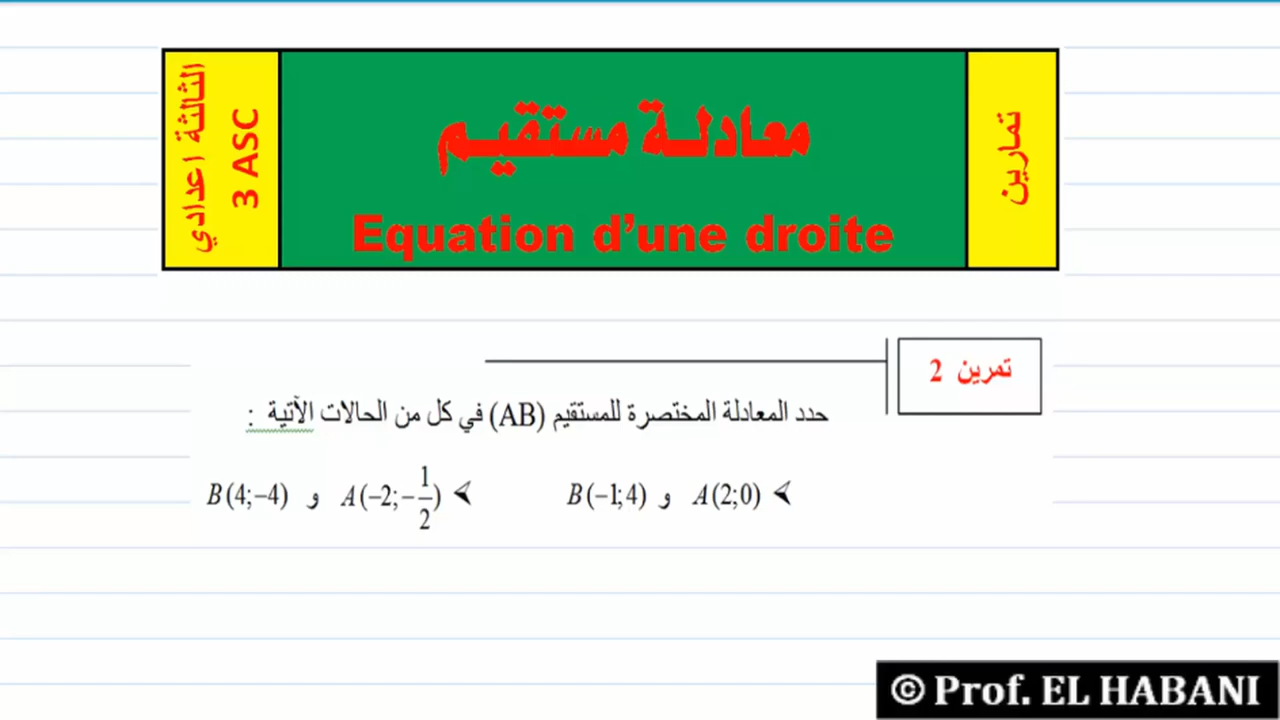 الثالثة اعدادي
3 ASC
معادلة مستقيم
Equation d’une droite
تمارين
تمرين 2
حدد المعادلة المختصرة للمستقيم (AB) في كل من الحالات الآتية :
A(2;0) و B(−1;4)
A(−2;−1/2) و B(4;−4)
© Prof. EL HABANI